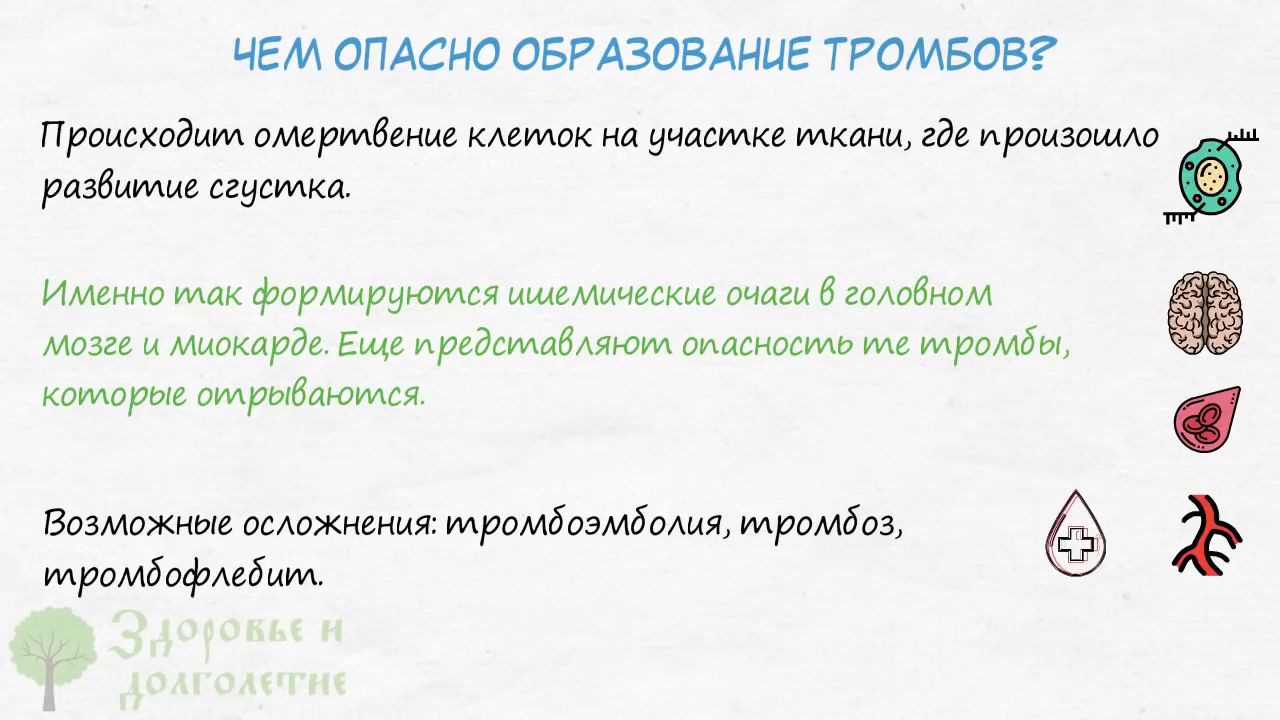 ЧЕМ ОПАСНО ОБРАЗОВАНИЕ ТРОМБОВ?
Происходит омертвение клеток на участке ткани, где произошло
развитие сгустка.
Именно так формируются ишемические очаги в головном
мозге и миокарде. Еще представляют опасность те тромбы,
которые отрываются.
Возможные осложнения: тромбоэмболия, тромбоз,
тромбофлебит.
Здоровье и
долголетие